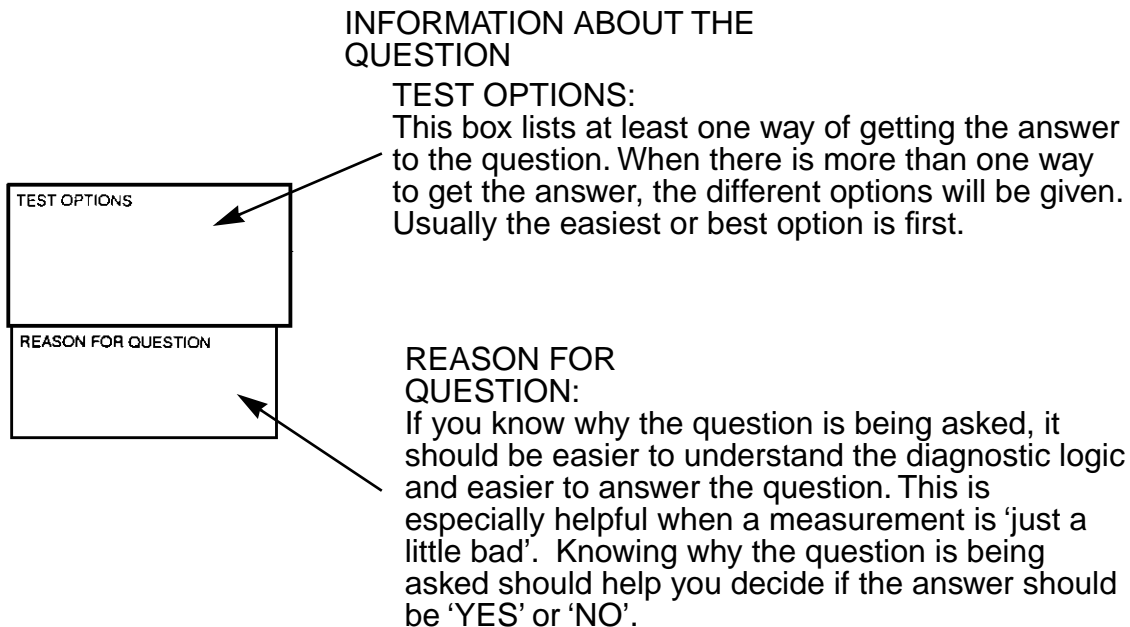 INFORMATION ABOUT THE
QUESTION
TEST OPTIONS:
This box lists at least one way of getting the answer
to the question. When there is more than one way
to get the answer, the different options will be given.
Usually the easiest or best option is first.
TEST OPTIONS
REASON FOR QUESTION
REASON FOR
QUESTION:
If you know why the question is being asked, it
should be easier to understand the diagnostic logic
and easier to answer the question. This is
especially helpful when a measurement is ‘just a
little bad’.  Knowing why the question is being
asked should help you decide if the answer should
be ‘YES’ or ‘NO’.